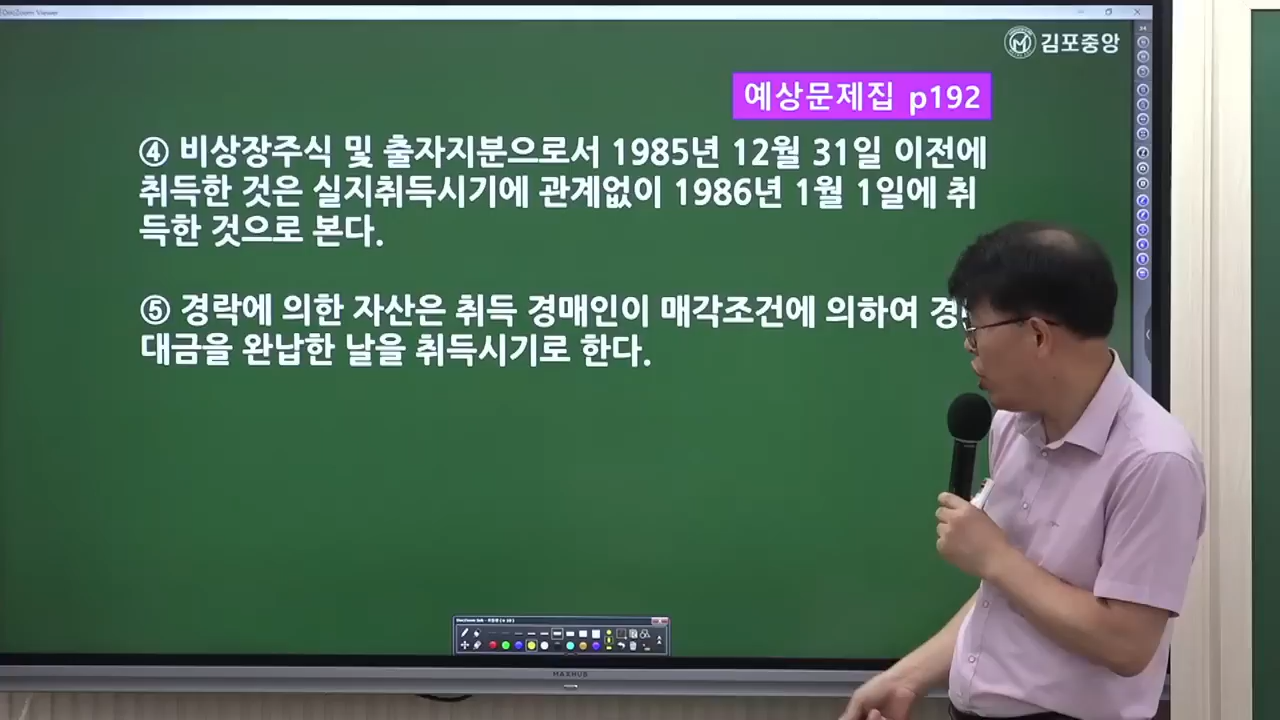 DocZoom Viewer
김포중앙
예상문제집 p192
④ 비상장주식 및 출자지분으로서 1985년 12월 31일 이전에
취득한 것은 실지취득시기에 관계없이 1986년 1월 1일에 취
득한 것으로 본다.
⑤ 경락에 의한 자산은 취득 경매인이 매각조건에 의하여 경
대금을 완납한 날을 취득시기로 한다.
MAXHUB